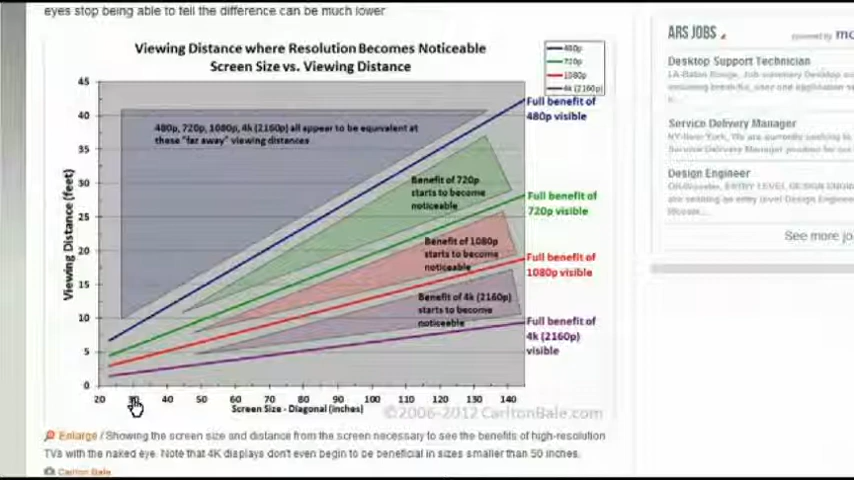 eyes stop being able to tell the difference can be much lower
Viewing Distance where Resolution Becomes Noticeable
Screen Size vs. Viewing Distance
480p
720p
1080p
4k (2160p)
45
40
35
30
25
20
15
10
5
0
Viewing Distance (feet)
480p, 720p, 1080p, 4k (2160p) all appear to be equivalent at
these "far away" viewing distances
Benefit of 720p
starts to become
noticeable
Benefit of 1080p
starts to become
noticeable
Benefit of 4k (2160p)
starts to become
noticeable
Full benefit of
480p visible
Full benefit of
720p visible
Full benefit of
1080p visible
Full benefit of
4k (2160p)
visible
20 30 40 50 60 70 80 90 100 110 120 130 140
Screen Size - Diagonal (inches)
©2006-2012 CarltonBale.com
Enlarge / Showing the screen size and distance from the screen necessary to see the benefits of high-resolution
TVs with the naked eye. Note that 4K displays don't even begin to be beneficial in sizes smaller than 50 inches.
Carlton Bale
ARS JOBS
powered by
Desktop Support Technician
Service Delivery Manager
NY-New York, We are currently seeking
Design Engineer
See more jo